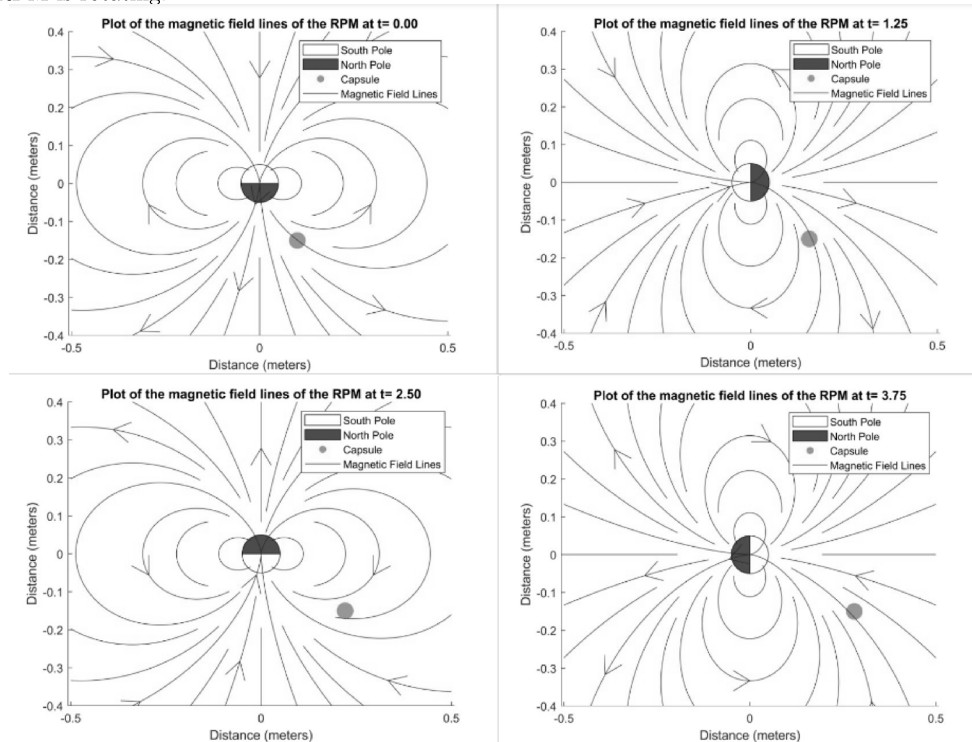 Plot of the magnetic field lines of the RPM at t= 0.00
South Pole
North Pole
Capsule
Magnetic Field Lines
0.4
0.3
0.2
0.1
0
-0.1
-0.2
-0.3
-0.4
Distance (meters)
-0.5
0
0.5
Distance (meters)
Plot of the magnetic field lines of the RPM at t= 1.25
South Pole
North Pole
Capsule
Magnetic Field Lines
0.4
0.3
0.2
0.1
0
-0.1
-0.2
-0.3
-0.4
Distance (meters)
-0.5
0
0.5
Distance (meters)
Plot of the magnetic field lines of the RPM at t= 2.50
South Pole
North Pole
Capsule
Magnetic Field Lines
0.4
0.3
0.2
0.1
0
-0.1
-0.2
-0.3
-0.4
Distance (meters)
-0.5
0
0.5
Distance (meters)
Plot of the magnetic field lines of the RPM at t= 3.75
South Pole
North Pole
Capsule
Magnetic Field Lines
0.4
0.3
0.2
0.1
0
-0.1
-0.2
-0.3
-0.4
Distance (meters)
-0.5
0
0.5
Distance (meters)